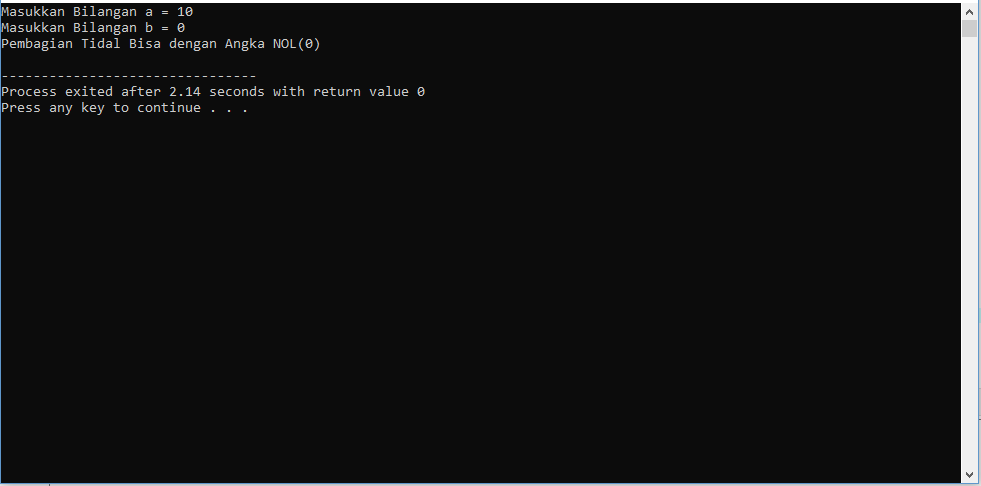 Masukkan Bilangan a = 10
Masukkan Bilangan b = 0
Pembagian Tidal Bisa dengan Angka NOL(0)
--------------------------------
Process exited after 2.14 seconds with return value 0
Press any key to continue . . .